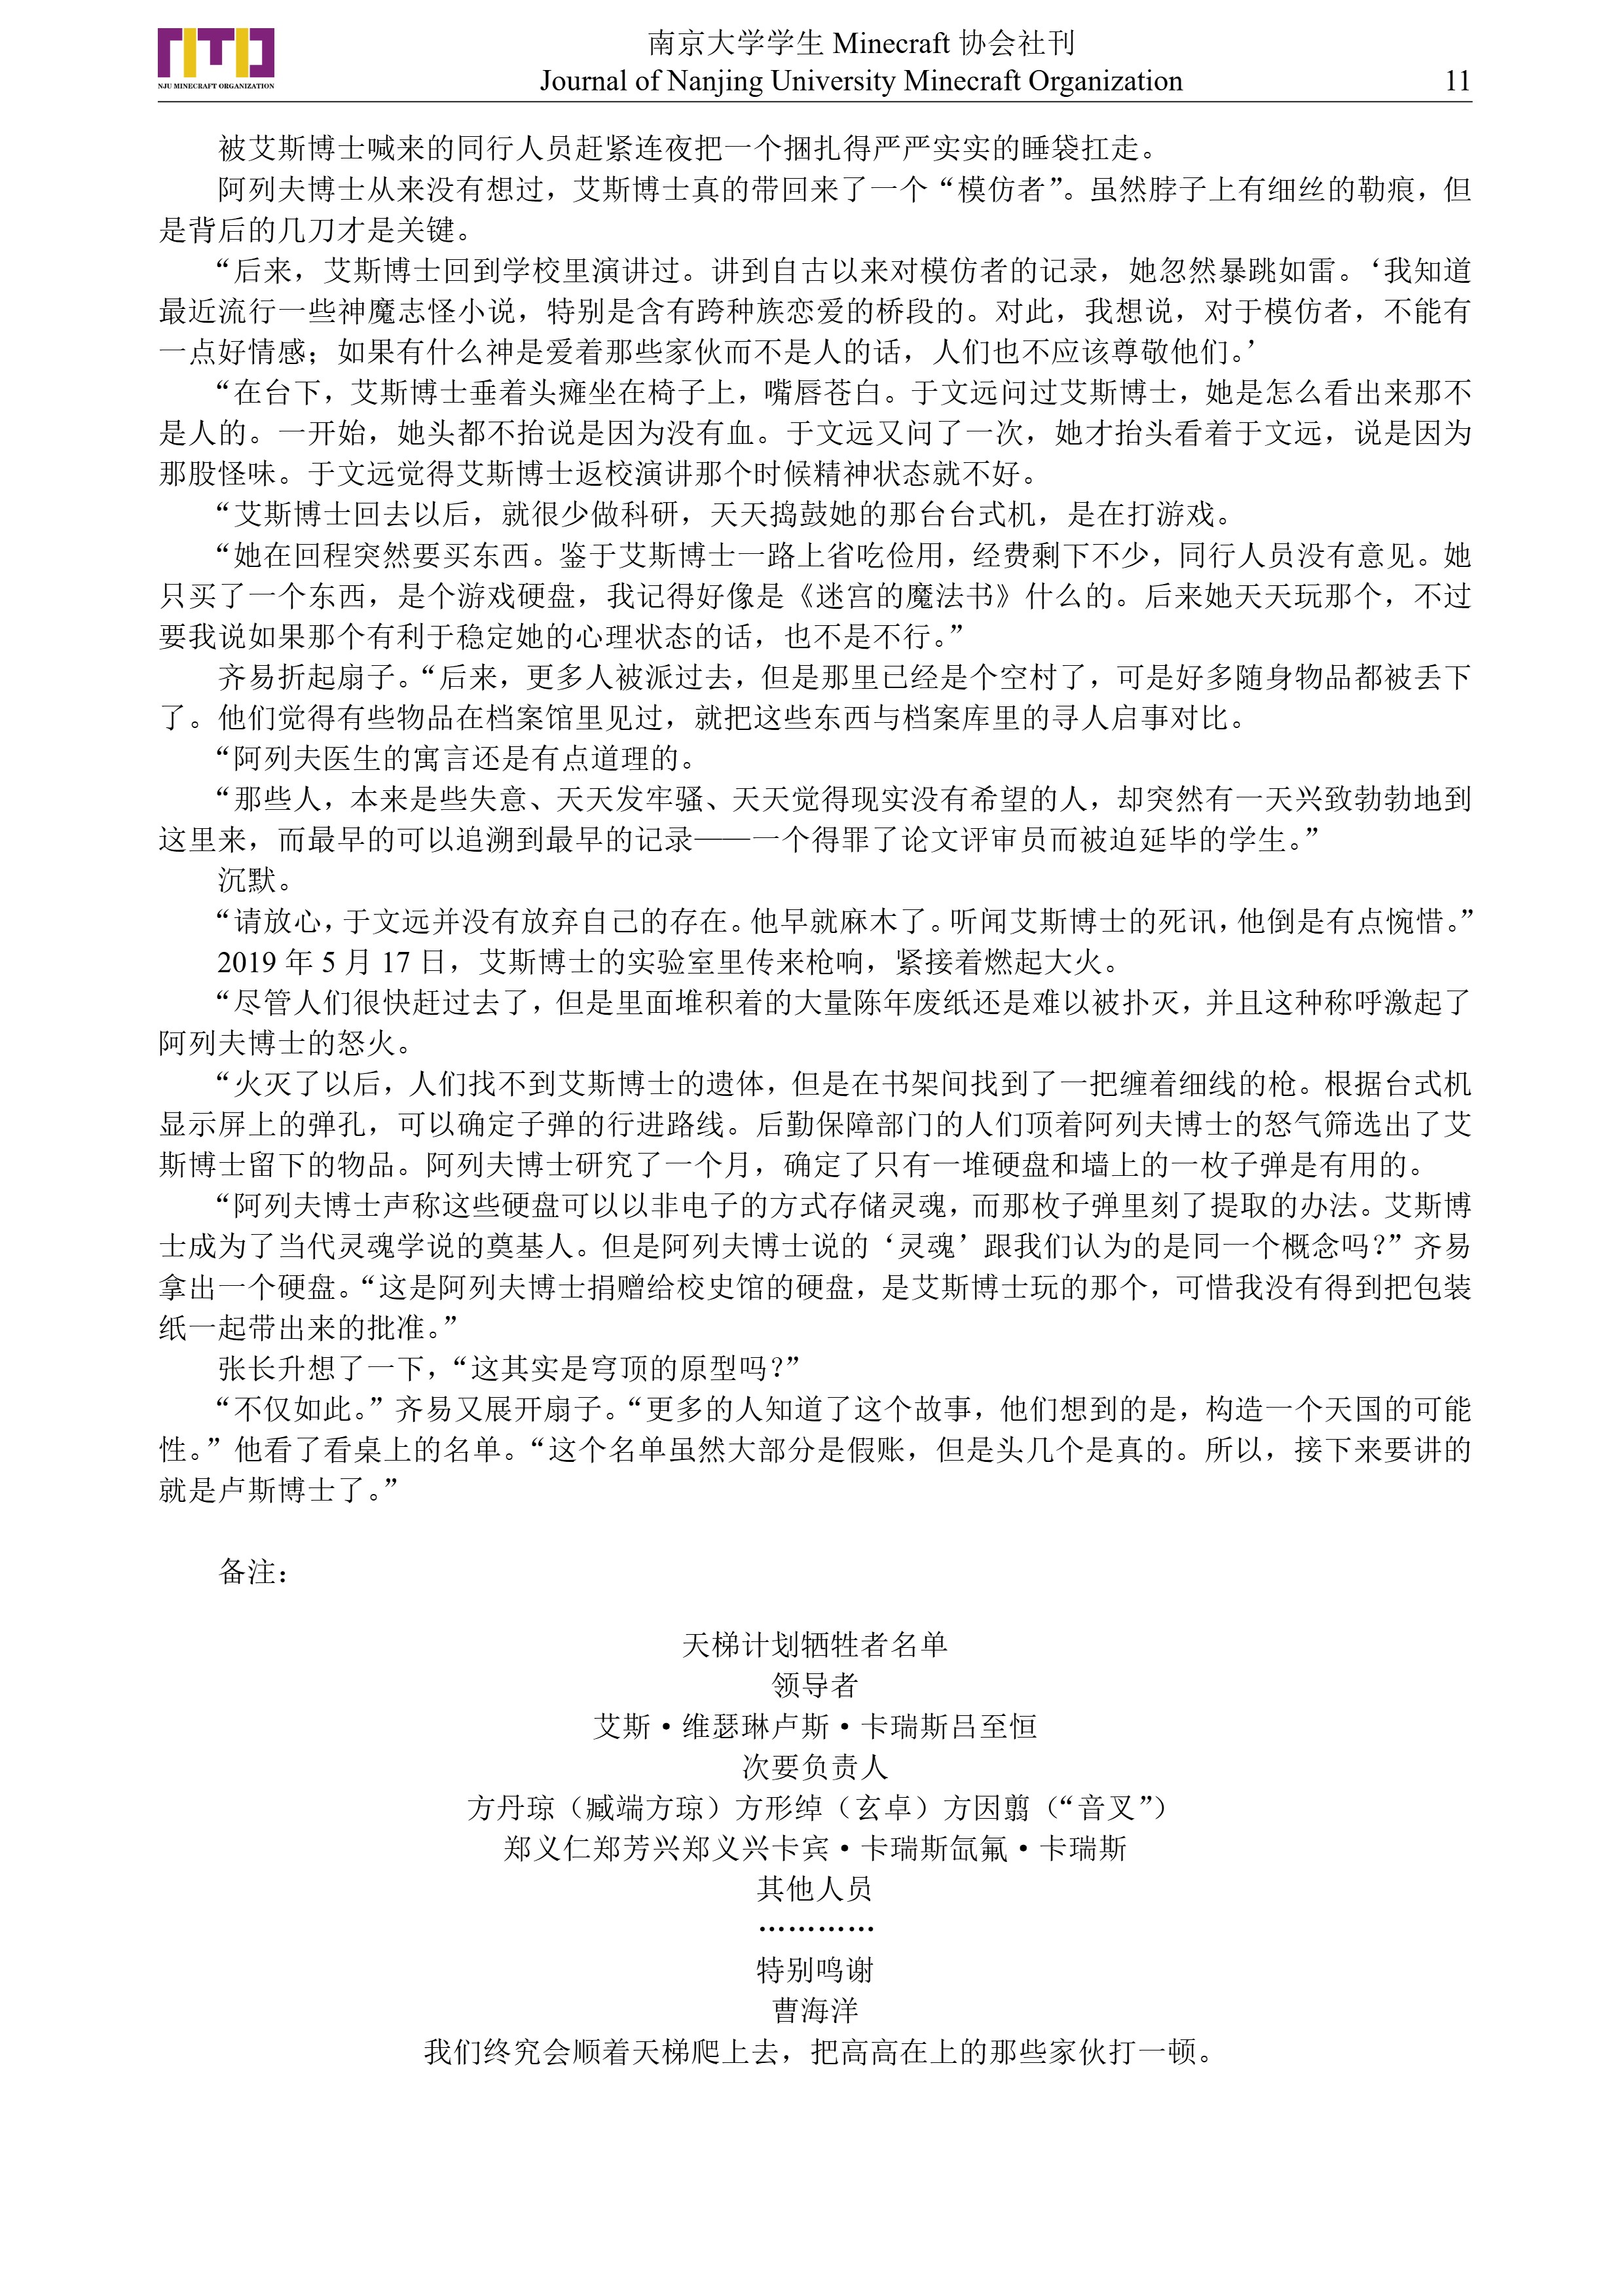 NJU MINECRAFT ORGANIZATION
南京大学学生 Minecraft 协会社刊
Journal of Nanjing University Minecraft Organization
11
被艾斯博士喊来的同行人员赶紧连夜把一个捆扎得严严实实的睡袋扛走。
阿列夫博士从来没有想过，艾斯博士真的带回来了一个“模仿者”。虽然脖子上有细丝的勒痕，但
是背后的几刀才是关键。
“后来，艾斯博士回到学校里演讲过。讲到自古以来对模仿者的记录，她忽然暴跳如雷。‘我知道
最近流行一些神魔志怪小说，特别是含有跨种族恋爱的桥段的。对此，我想说，对于模仿者，不能有
一点好情感；如果有什么神是爱着那些家伙而不是人的话，人们也不应该尊敬他们。’
“在台下，艾斯博士垂着头瘫坐在椅子上，嘴唇苍白。于文远问过艾斯博士，她是怎么看出来那不
是人的。一开始，她头都不抬说是因为没有血。于文远又问了一次，她才抬头看着于文远，说是因为
那股怪味。于文远觉得艾斯博士返校演讲那个时候精神状态就不好。
“艾斯博士回去以后，就很少做科研，天天捣鼓她的那台台式机，是在打游戏。
“她在回程突然要买东西。鉴于艾斯博士一路上省吃俭用，经费剩下不少，同行人员没有意见。她
只买了一个东西，是个游戏硬盘，我记得好像是《迷宫的魔法书》什么的。后来她天天玩那个，不过
要我说如果那个有利于稳定她的心理状态的话，也不是不行。”
齐易折起扇子。“后来，更多人被派过去，但是那里已经是个空村了，可是好多随身物品都被丢下
了。他们觉得有些物品在档案馆里见过，就把这些东西与档案库里的寻人启事对比。
“阿列夫医生的寓言还是有点道理的。
“那些人，本来是些失意、天天发牢骚、天天觉得现实没有希望的人，却突然有一天兴致勃勃地到
这里来，而最早的可以追溯到最早的记录——一个得罪了论文评审员而被迫延毕的学生。”
沉默。
“请放心，于文远并没有放弃自己的存在。他早就麻木了。听闻艾斯博士的死讯，他倒是有点惋惜。”
2019 年 5 月 17 日，艾斯博士的实验室里传来枪响，紧接着燃起大火。
“尽管人们很快赶过去了，但是里面堆积着的大量陈年废纸还是难以被扑灭，并且这种称呼激起了
阿列夫博士的怒火。
“火灭了以后，人们找不到艾斯博士的遗体，但是在书架间找到了一把缠着细线的枪。根据台式机
显示屏上的弹孔，可以确定子弹的行进路线。后勤保障部门的人们顶着阿列夫博士的怒气筛选出了艾
斯博士留下的物品。阿列夫博士研究了一个月，确定了只有一堆硬盘和墙上的一枚子弹是有用的。
“阿列夫博士声称这些硬盘可以以非电子的方式存储灵魂，而那枚子弹里刻了提取的办法。艾斯博
士成为了当代灵魂学说的奠基人。但是阿列夫博士说的‘灵魂’跟我们认为的是同一个概念吗？”齐易
拿出一个硬盘。“这是阿列夫博士捐赠给校史馆的硬盘，是艾斯博士玩的那个，可惜我没有得到把包装
纸一起带出来的批准。”
张长升想了一下，“这其实是穹顶的原型吗？”
“不仅如此。”齐易又展开扇子。“更多的人知道了这个故事，他们想到的是，构造一个天国的可能
性。”他看了看桌上的名单。“这个名单虽然大部分是假账，但是头几个是真的。所以，接下来要讲的
就是卢斯博士了。”
备注：
天梯计划牺牲者名单
领导者
艾斯·维瑟琳卢斯·卡瑞斯吕至恒
次要负责人
方丹琼（臧端方琼）方形绰（玄卓）方因翦（“音叉”）
郑义仁郑芳兴郑义兴卡宾·卡瑞斯氙氟·卡瑞斯
其他人员
…………
特别鸣谢
曹海洋
我们终究会顺着天梯爬上去，把高高在上的那些家伙打一顿。